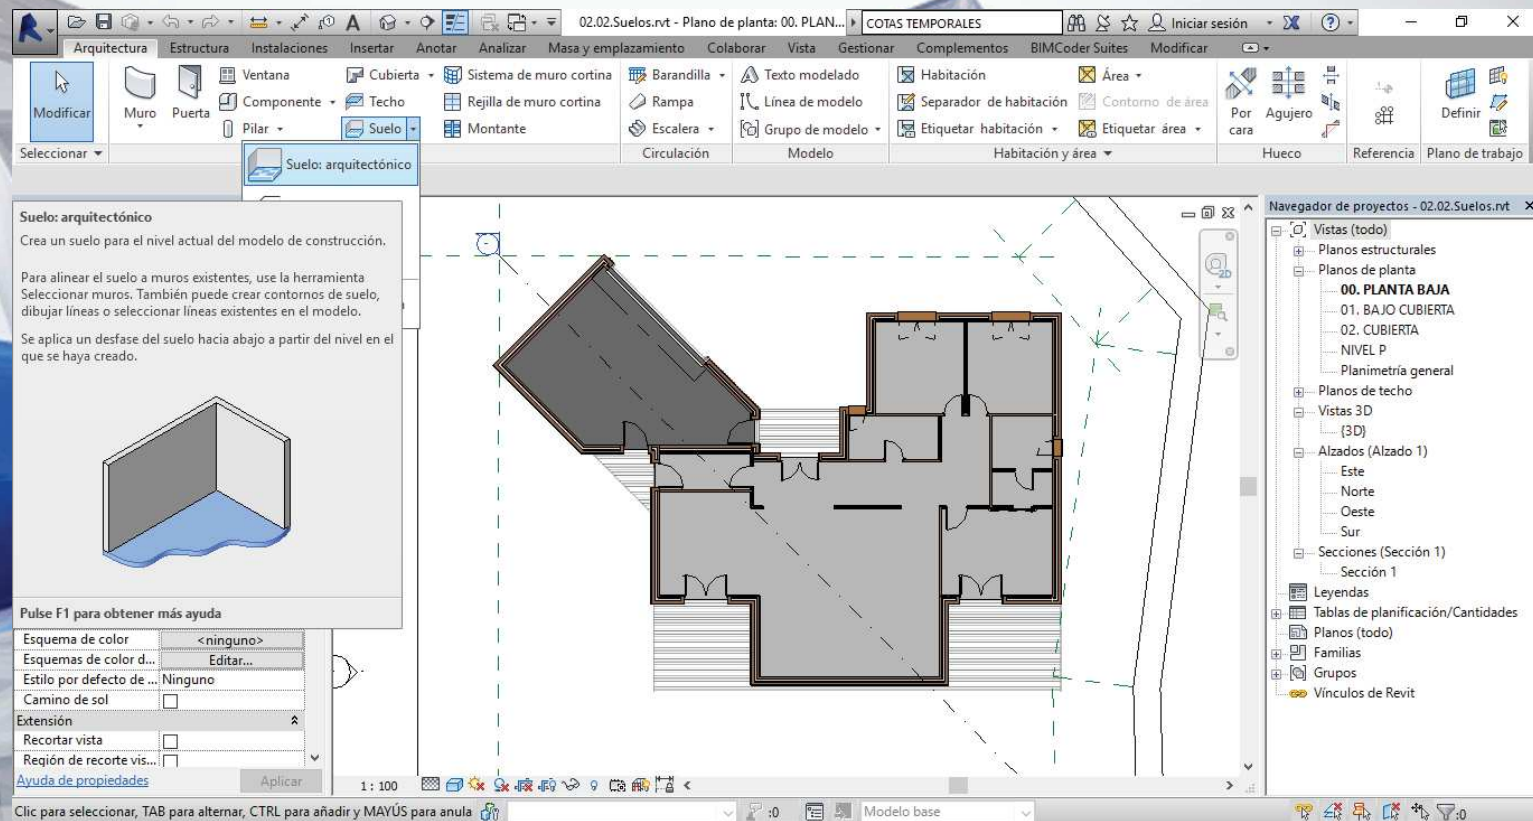 02.02.Suelos.rvt - Plano de planta: 00. PLAN...
COTAS TEMPORALES
Iniciar sesión
Arquitectura Estructura Instalaciones Insertar Anotar Analizar Masa y emplazamiento Colaborar Vista Gestionar Complementos BIMCoder Suites Modificar
Modificar
Muro
Puerta
Ventana
Componente
Pilar
Cubierta
Techo
Suelo
Sistema de muro cortina
Rejilla de muro cortina
Montante
Barandilla
Rampa
Escalera
Texto modelado
Línea de modelo
Grupo de modelo
Habitación
Separador de habitación
Etiquetar habitación
Área
Contorno de área
Etiquetar área
Por cara
Agujero
Definir
Seleccionar
Circulación
Modelo
Habitación y área
Hueco
Referencia
Plano de trabajo
Suelo: arquitectónico
Suelo: arquitectónico
Crea un suelo para el nivel actual del modelo de construcción.
Para alinear el suelo a muros existentes, use la herramienta
Seleccionar muros. También puede crear contornos de suelo,
dibujar líneas o seleccionar líneas existentes en el modelo.
Se aplica un desfase del suelo hacia abajo a partir del nivel en el
que se haya creado.
Pulse F1 para obtener más ayuda
Esquema de color <ninguno>
Esquemas de color d... Editar...
Estilo por defecto de ... Ninguno
Camino de sol
Extensión
Recortar vista
Región de recorte vis...
Ayuda de propiedades Aplicar
2D
1 : 100
Navegador de proyectos - 02.02.Suelos.rvt
Vistas (todo)
Planos estructurales
Planos de planta
00. PLANTA BAJA
01. BAJO CUBIERTA
02. CUBIERTA
NIVEL P
Planimetría general
Planos de techo
Vistas 3D
{3D}
Alzados (Alzado 1)
Este
Norte
Oeste
Sur
Secciones (Sección 1)
Sección 1
Leyendas
Tablas de planificación/Cantidades
Planos (todo)
Familias
Grupos
Vínculos de Revit
Clic para seleccionar, TAB para alternar, CTRL para añadir y MAYÚS para anula
:0
Modelo base
:0